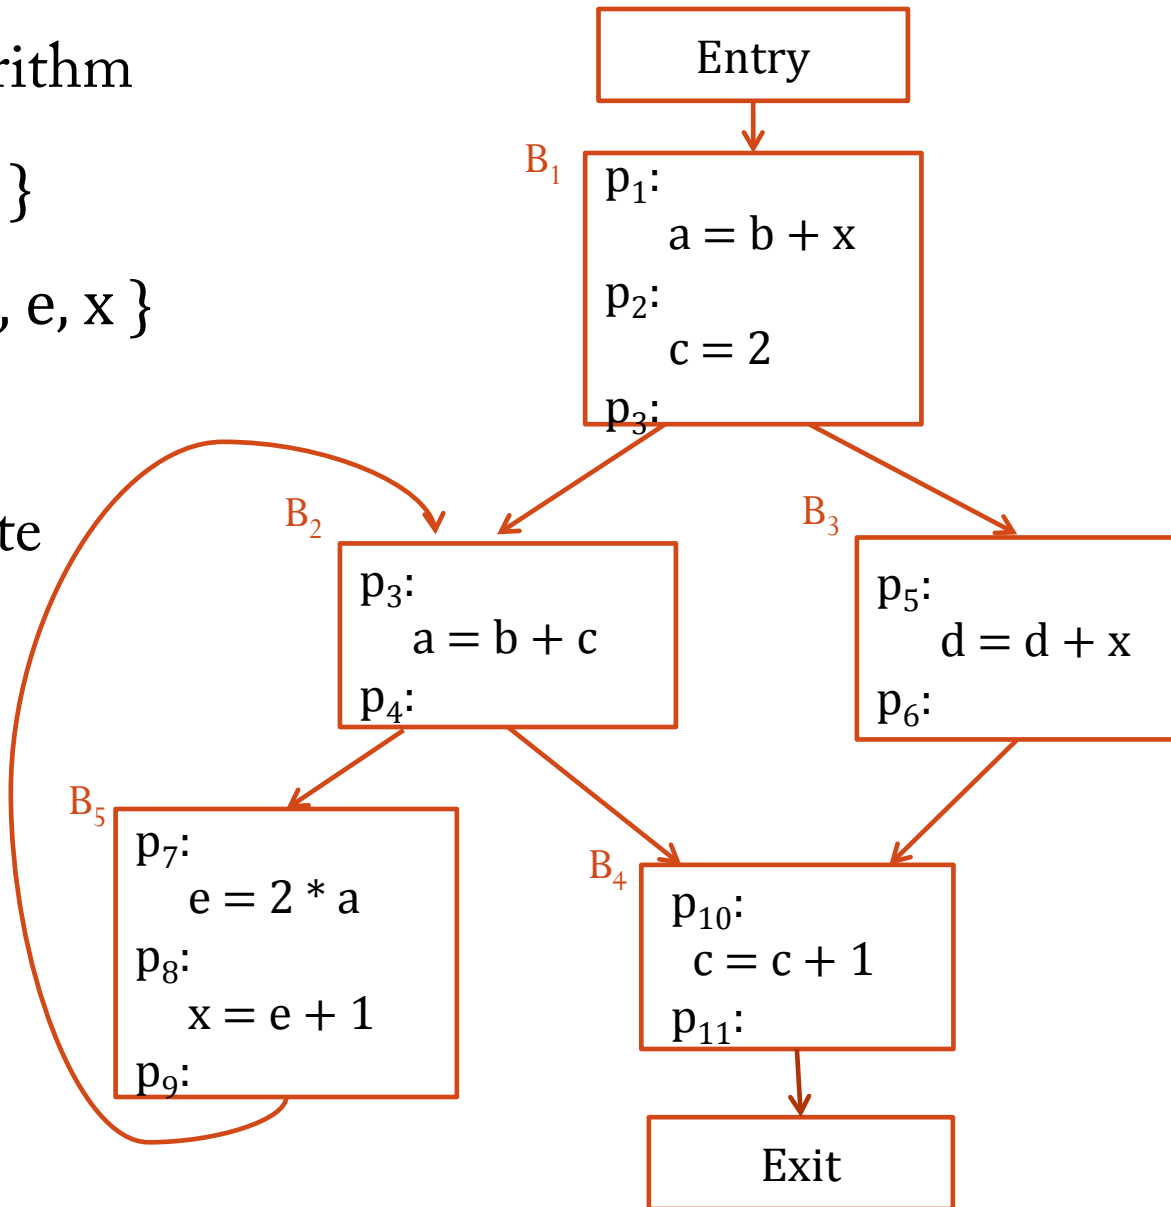 rithm
}
, e, x }
te
Entry
B₁
p₁:
a = b + x
p₂:
c = 2
p₃:
B₂
p₃:
a = b + c
p₄:
B₃
p₅:
d = d + x
p₆:
B₅
p₇:
e = 2 * a
p₈:
x = e + 1
p₉:
B₄
p₁₀:
c = c + 1
p₁₁:
Exit